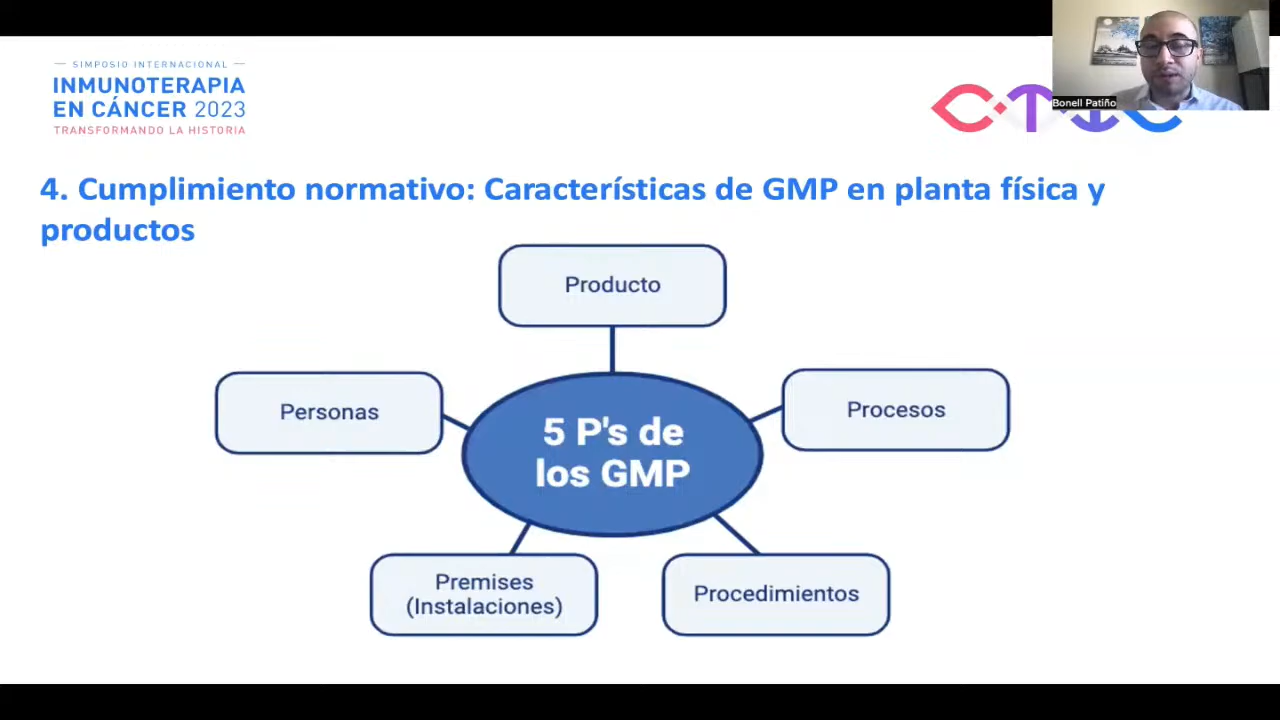 SIMPOSIO INTERNACIONAL
INMUNOTERAPIA
EN CÁNCER 2023
TRANSFORMANDO LA HISTORIA
Bonell Patiño
4. Cumplimiento normativo: Características de GMP en planta física y
productos
Producto
Personas
Procesos
5 P's de
los GMP
Premises
(Instalaciones)
Procedimientos